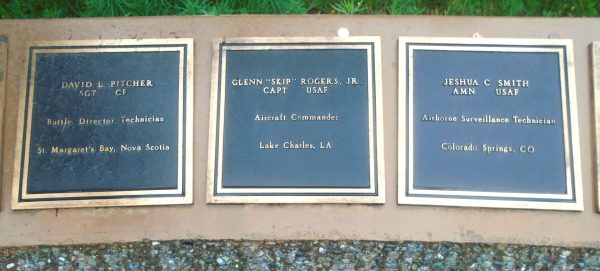 DAVID L. PITCHER
SGT CF
Battle Director Technician
St. Margaret's Bay, Nova Scotia
GLENN "SKIP" ROGERS, JR.
CAPT USAF
Aircraft Commander
Lake Charles, LA
JESHUA C. SMITH
AMN USAF
Airborne Surveillance Technician
Colorado Springs, CO